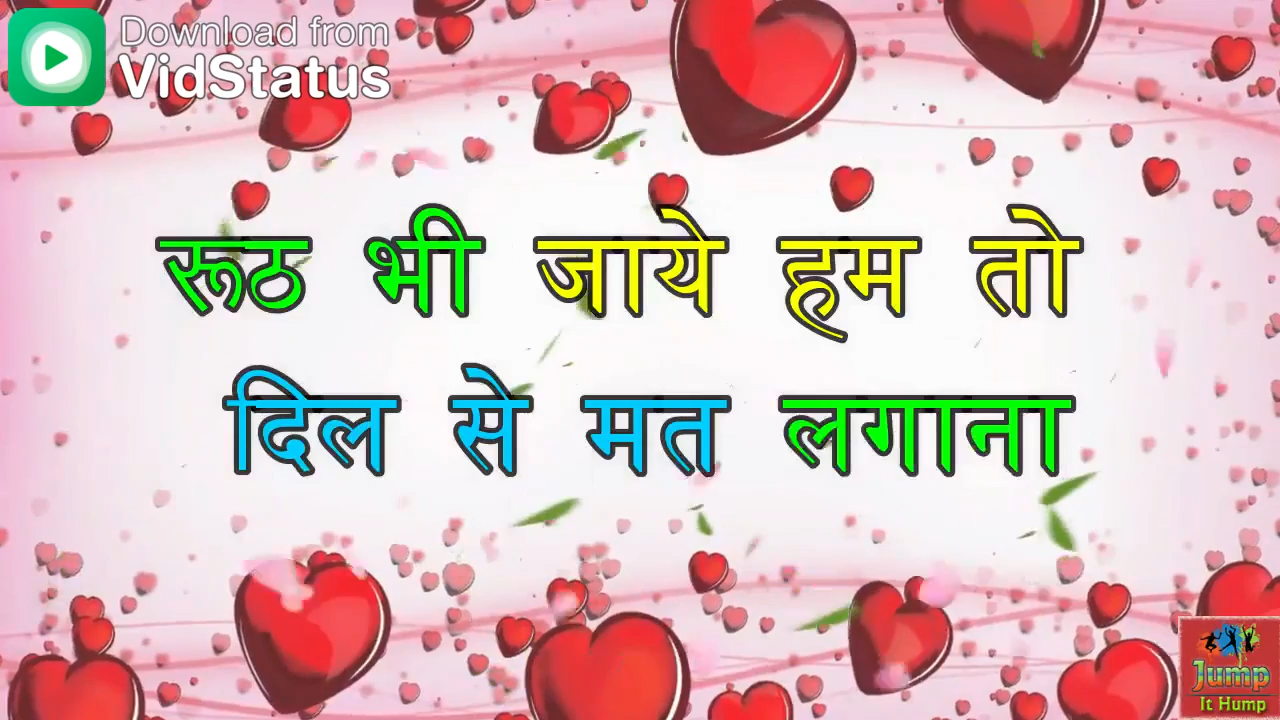 Download from
VidStatus
रूठ भी जाये हम तो
दिल से मत लगाना
Jump
It Hump